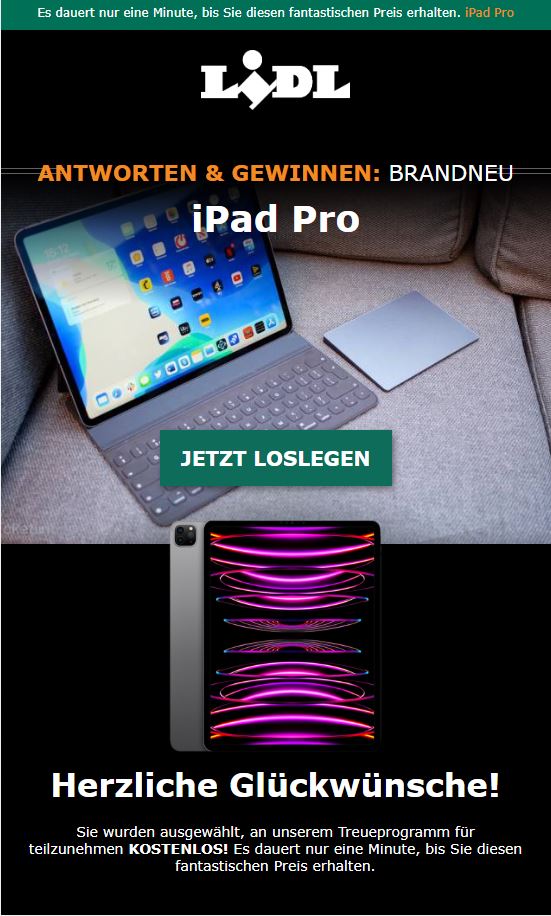 Es dauert nur eine Minute, bis Sie diesen fantastischen Preis erhalten. iPad Pro
LIDL
ANTWORTEN & GEWINNEN: BRANDNEU
iPad Pro
15:12
JETZT LOSLEGEN
Herzliche Glückwünsche!
Sie wurden ausgewählt, an unserem Treueprogramm für
teilzunehmen KOSTENLOS! Es dauert nur eine Minute, bis Sie diesen
fantastischen Preis erhalten.